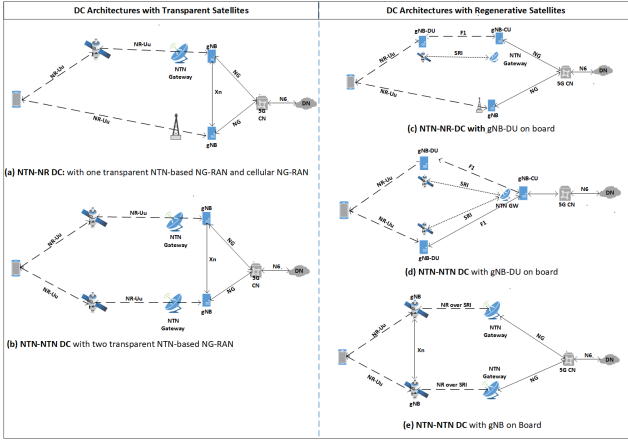 DC Architectures with Transparent Satellites
NR-Uu
NR-Uu
NTN
Gateway
gNB
NG
Xn
N6
DN
5G
CN
NG
NR-Uu
gNB
(a) NTN-NR DC: with one transparent NTN-based NG-RAN and cellular NG-RAN
NR-Uu
NR-Uu
NTN
Gateway
gNB
NG
Xn
N6
DN
5G
CN
NG
NR-Uu
NR-Uu
NTN
Gateway
gNB
(b) NTN-NTN DC with two transparent NTN-based NG-RAN
DC Architectures with Regenerative Satellites
gNB-DU
F1
gNB-CU
NR-Uu
SRI
NTN
Gateway
NG
N6
DN
5G CN
NR-Uu
NG
gNB
(c) NTN-NR-DC with gNB-DU on board
gNB-DU
F1
gNB-CU
NR-Uu
SRI
NTN GW
N6
DN
5G CN
NR-Uu
SRI
F1
gNB-DU
(d) NTN-NTN DC with gNB-DU on board
gNB
NR over SRI
NR-Uu
NTN
Gateway
NG
Xn
N6
DN
5G CN
NR-Uu
NTN
Gateway
NG
gNB
NR over SRI
(e) NTN-NTN DC with gNB on Board